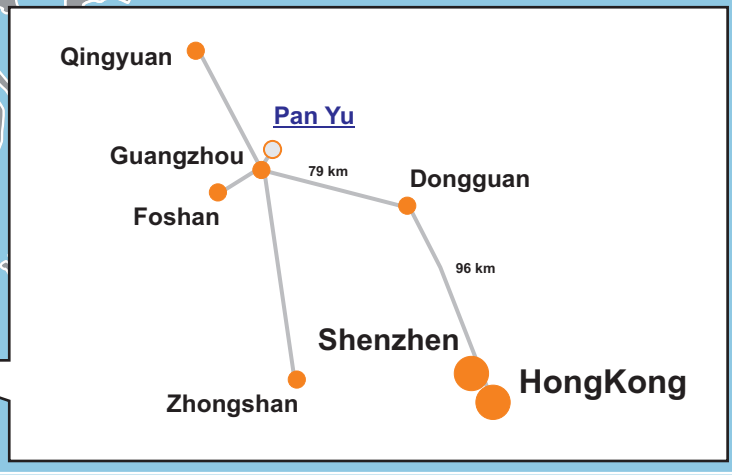 Qingyuan
Pan Yu
Guangzhou
79 km
Dongguan
Foshan
96 km
Shenzhen
HongKong
Zhongshan